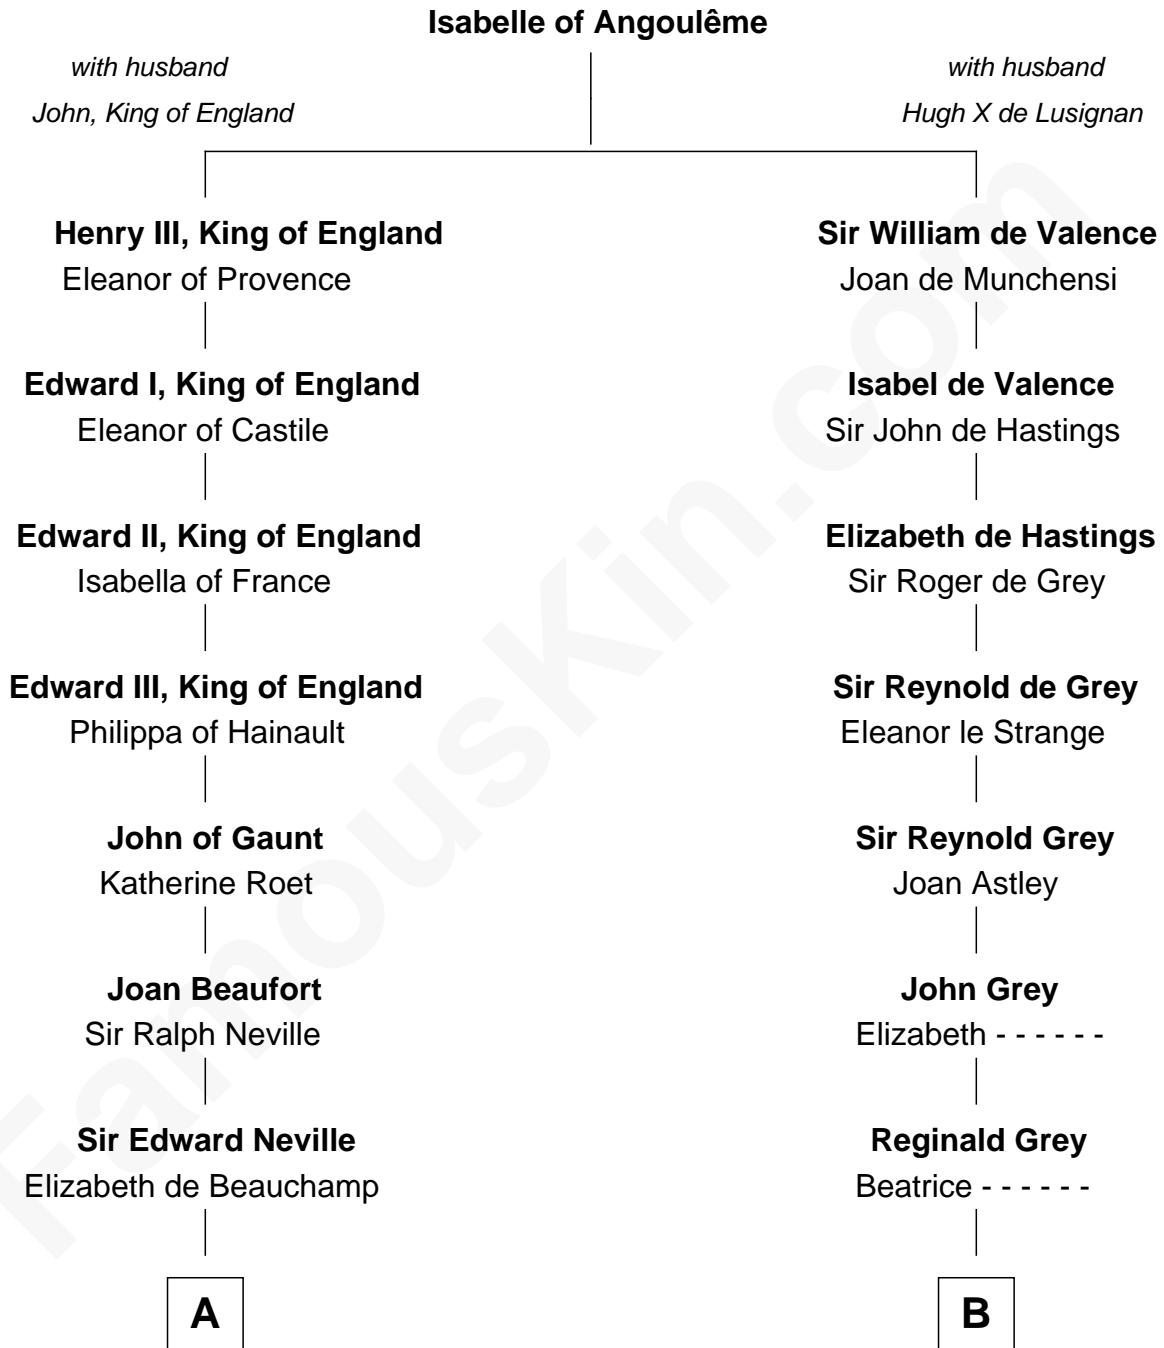 Isabelle of Angoulême
with husband
John, King of England
with husband
Hugh X de Lusignan
Henry III, King of England
Eleanor of Provence
Sir William de Valence
Joan de Munchensi
Edward I, King of England
Eleanor of Castile
Isabel de Valence
Sir John de Hastings
Edward II, King of England
Isabella of France
Elizabeth de Hastings
Sir Roger de Grey
Edward III, King of England
Philippa of Hainault
Sir Reynold de Grey
Eleanor le Strange
John of Gaunt
Katherine Roet
Sir Reynold Grey
Joan Astley
Joan Beaufort
Sir Ralph Neville
John Grey
Elizabeth - - - - - -
Sir Edward Neville
Elizabeth de Beauchamp
Reginald Grey
Beatrice - - - - - -
A
B
FamousKin.com